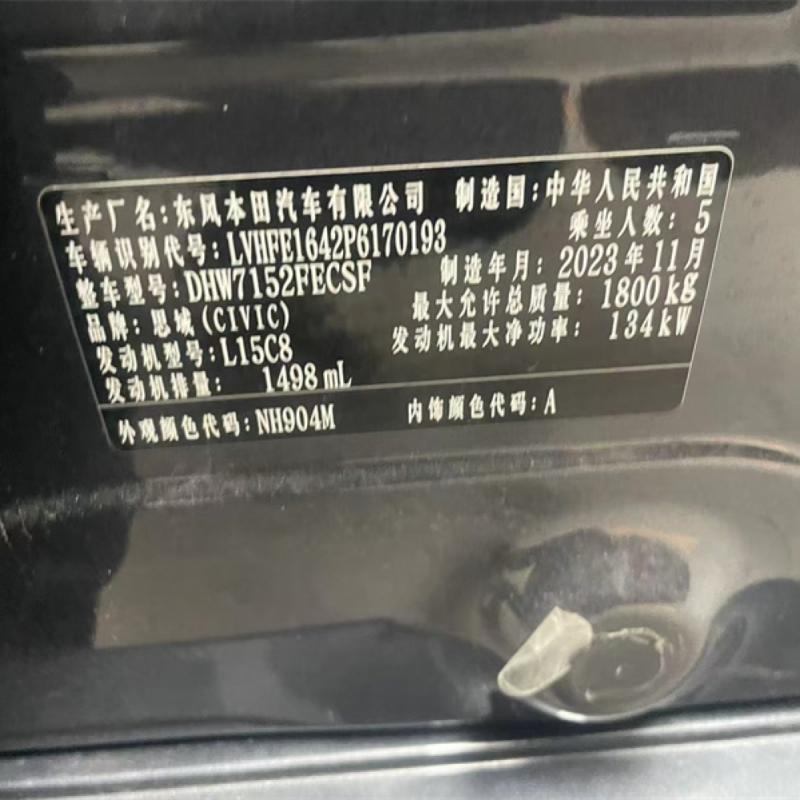 生产厂名:东风本田汽车有限公司 制造国:中华人民共和国
车辆识别代号:LVHFE1642P6170193 乘坐人数:5
整车型号:DHW7152FECSF 制造年月:2023年11月
品牌:思域(CIVIC) 最大允许总质量:1800kg
发动机型号:L15C8 发动机最大净功率:134kW
发动机排量: 1498mL
外观颜色代码:NH904M 内饰颜色代码:A